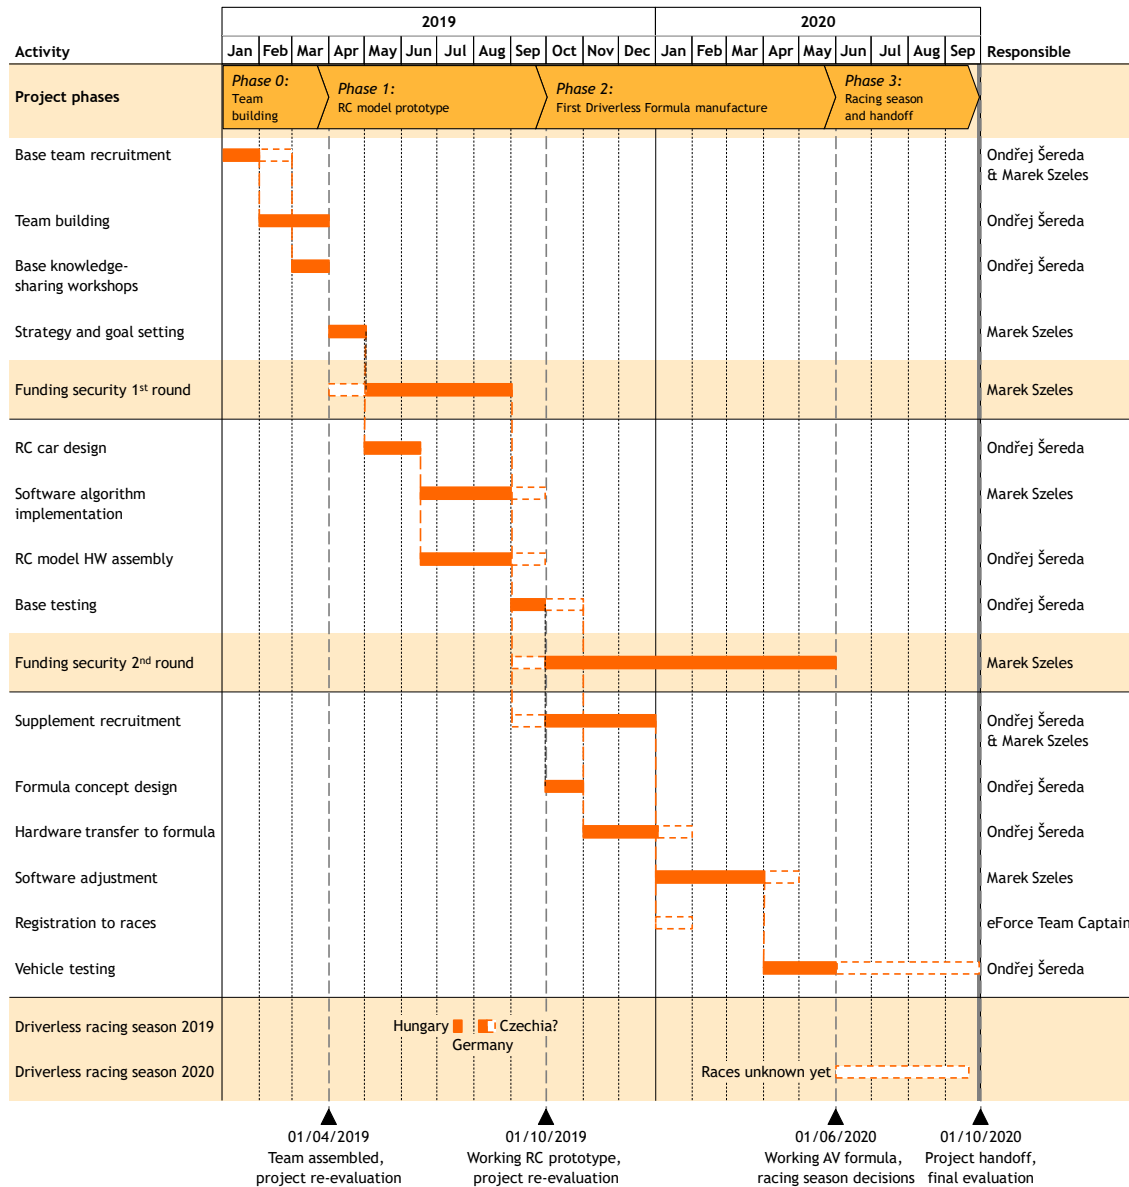 2019 2020
Activity Jan Feb Mar Apr May Jun Jul Aug Sep Oct Nov Dec Jan Feb Mar Apr May Jun Jul Aug Sep Responsible
Project phases
Phase 0:
Team
building
Phase 1:
RC model prototype
Phase 2:
First Driverless Formula manufacture
Phase 3:
Racing season
and handoff
Base team recruitment Ondřej Šereda
& Marek Szeles
Team building Ondřej Šereda
Base knowledge- Ondřej Šereda
sharing workshops
Strategy and goal setting Marek Szeles
Funding security 1st round Marek Szeles
RC car design Ondřej Šereda
Software algorithm Marek Szeles
implementation
RC model HW assembly Ondřej Šereda
Base testing Ondřej Šereda
Funding security 2nd round Marek Szeles
Supplement recruitment Ondřej Šereda
& Marek Szeles
Formula concept design Ondřej Šereda
Hardware transfer to formula Ondřej Šereda
Software adjustment Marek Szeles
Registration to races eForce Team Captain
Vehicle testing Ondřej Šereda
Driverless racing season 2019 Hungary Czechia?
Germany
Driverless racing season 2020 Races unknown yet
01/04/2019
Team assembled,
project re-evaluation
01/10/2019
Working RC prototype,
project re-evaluation
01/06/2020
Working AV formula,
racing season decisions
01/10/2020
Project handoff,
final evaluation